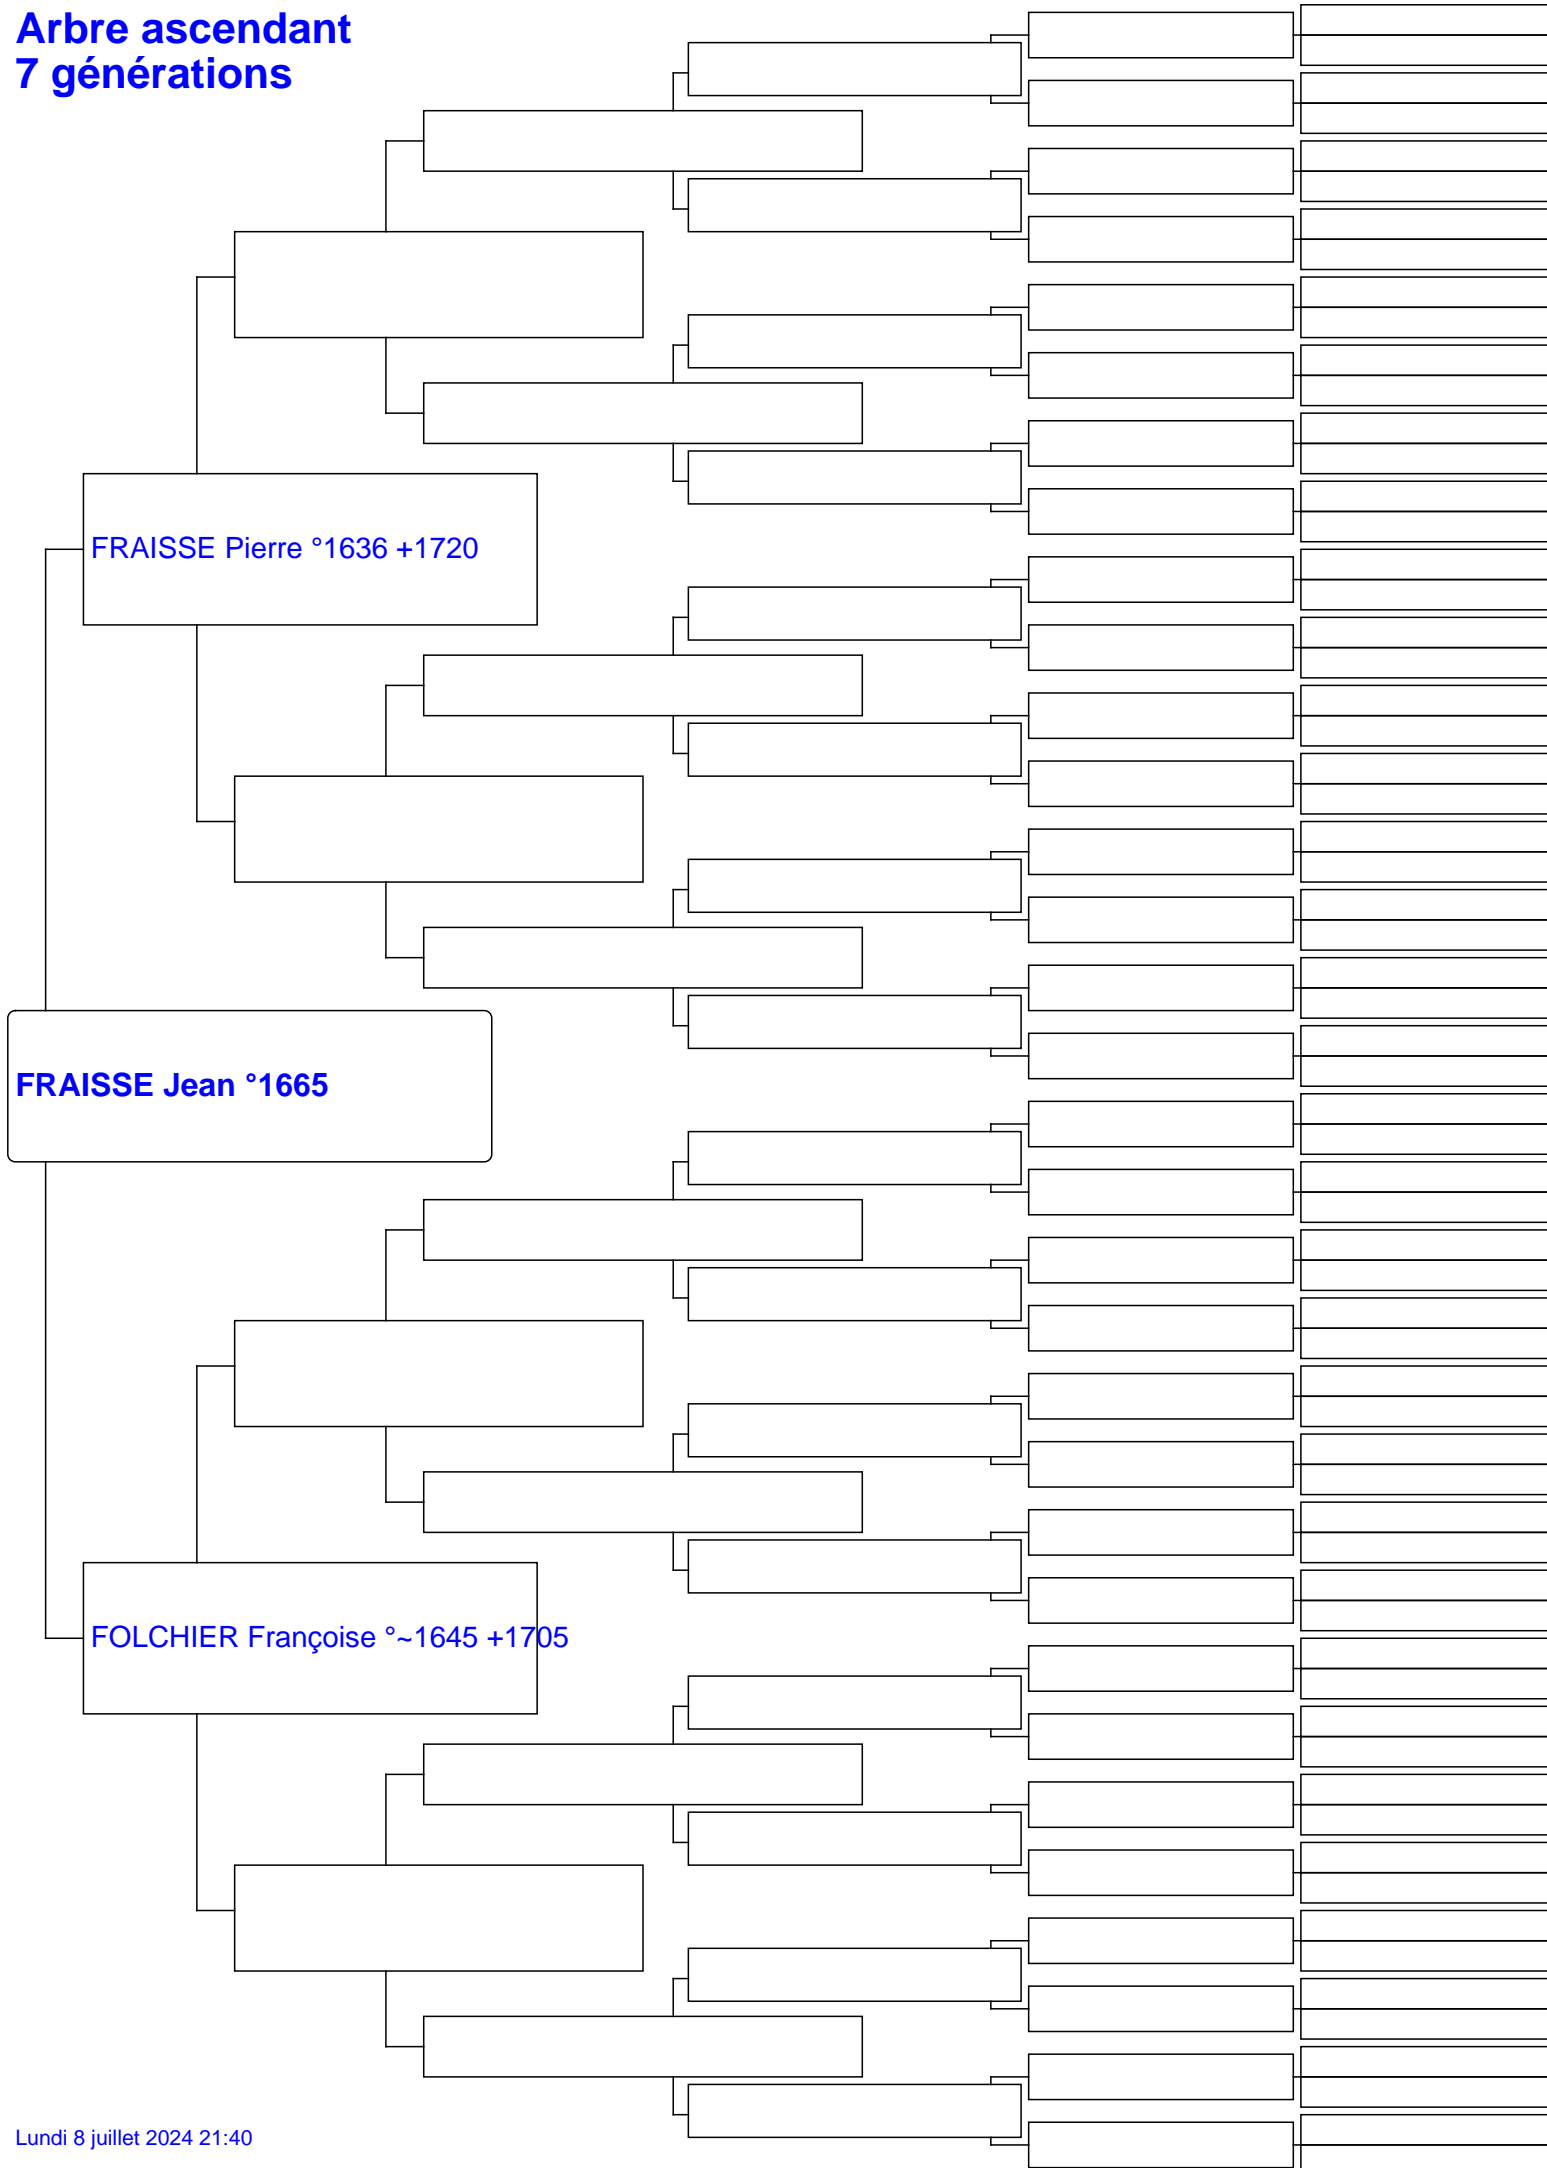 Arbre ascendant
7 générations
FRAISSE Pierre °1636 +1720
FRAISSE Jean °1665
FOLCHIER Françoise °~1645 +1705
Lundi 8 juillet 2024 21:40